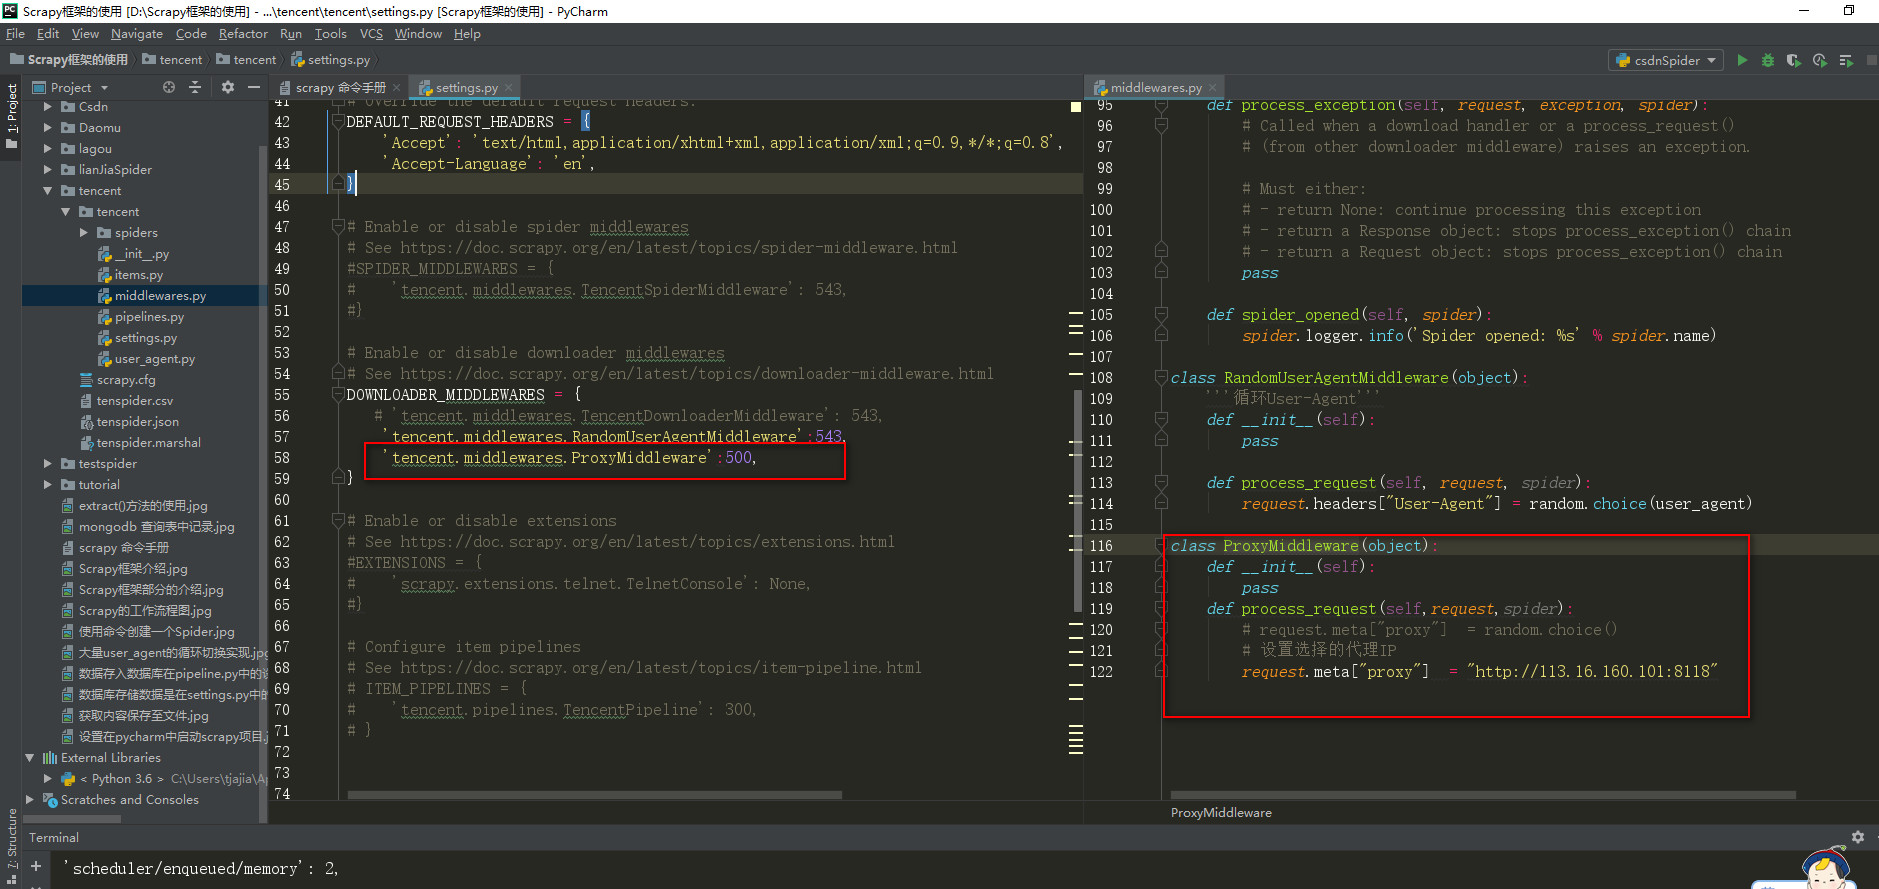 Scrapy框架的使用 [D:\Scrapy框架的使用] - ...\tencent\tencent\settings.py [Scrapy框架的使用] - PyCharm
File Edit View Navigate Code Refactor Run Tools VCS Window Help
Scrapy框架的使用 tencent tencent settings.py csdnSpider
1: Project
Project
Csdn
Daomu
lagou
lianJiaSpider
tencent
tencent
spiders
__init__.py
items.py
middlewares.py
pipelines.py
settings.py
user_agent.py
scrapy.cfg
tenspider.csv
tenspider.json
tenspider.marshal
testspider
tutorial
extract()方法的使用.jpg
mongodb 查询表中记录.jpg
scrapy 命令手册
Scrapy框架介绍.jpg
Scrapy框架部分的介绍.jpg
Scrapy的工作流程图.jpg
使用命令创建一个Spider.jpg
大量user_agent的循环切换实现.jpg
数据存入数据库在pipeline.py中的
数据库存储数据是在settings.py中的
获取内容保存至文件.jpg
设置在pycharm中启动scrapy项目.j
External Libraries
< Python 3.6 > C:\Users\tjajia\Ap
Scratches and Consoles
7: Structure
scrapy 命令手册 settings.py
41 # Override the default request headers:
42 DEFAULT_REQUEST_HEADERS = {
43 'Accept': 'text/html,application/xhtml+xml,application/xml;q=0.9,*/*;q=0.8',
44 'Accept-Language': 'en',
45 }
46
47 # Enable or disable spider middlewares
48 # See https://doc.scrapy.org/en/latest/topics/spider-middleware.html
49 #SPIDER_MIDDLEWARES = {
50 # 'tencent.middlewares.TencentSpiderMiddleware': 543,
51 #}
52
53 # Enable or disable downloader middlewares
54 # See https://doc.scrapy.org/en/latest/topics/downloader-middleware.html
55 DOWNLOADER_MIDDLEWARES = {
56 # 'tencent.middlewares.TencentDownloaderMiddleware': 543,
57 'tencent.middlewares.RandomUserAgentMiddleware':543,
58 'tencent.middlewares.ProxyMiddleware':500,
59 }
60
61 # Enable or disable extensions
62 # See https://doc.scrapy.org/en/latest/topics/extensions.html
63 #EXTENSIONS = {
64 # 'scrapy.extensions.telnet.TelnetConsole': None,
65 #}
66
67 # Configure item pipelines
68 # See https://doc.scrapy.org/en/latest/topics/item-pipeline.html
69 # ITEM_PIPELINES = {
70 # 'tencent.pipelines.TencentPipeline': 300,
71 # }
72
73
74
middlewares.py
95 def process_exception(self, request, exception, spider):
96 # Called when a download handler or a process_request()
97 # (from other downloader middleware) raises an exception.
98
99 # Must either:
100 # - return None: continue processing this exception
101 # - return a Response object: stops process_exception() chain
102 # - return a Request object: stops process_exception() chain
103 pass
104
105 def spider_opened(self, spider):
106 spider.logger.info('Spider opened: %s' % spider.name)
107
108 class RandomUserAgentMiddleware(object):
109 '''循环User-Agent'''
110 def __init__(self):
111 pass
112
113 def process_request(self, request, spider):
114 request.headers["User-Agent"] = random.choice(user_agent)
115
116 class ProxyMiddleware(object):
117 def __init__(self):
118 pass
119 def process_request(self,request,spider):
120 # request.meta["proxy"] = random.choice()
121 # 设置选择的代理IP
122 request.meta["proxy"] = "http://113.16.160.101:8118"
ProxyMiddleware
Terminal
'scheduler/enqueued/memory': 2,